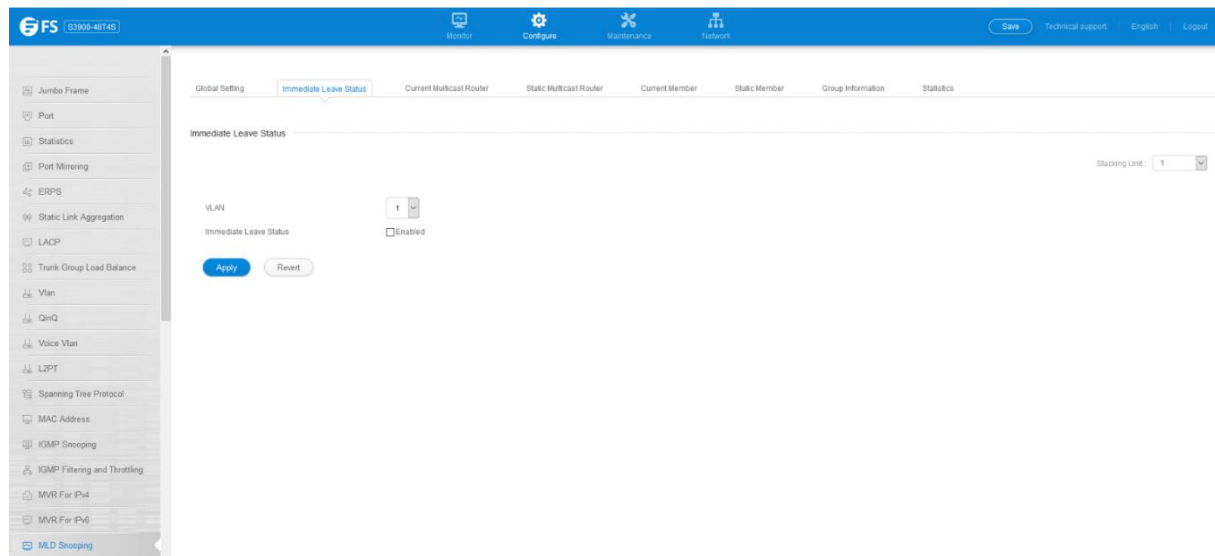 FS S3900-48T4S
Monitor
Configure
Maintenance
Network
Save
Technical support
English
Logout
Jumbo Frame
Port
Statistics
Port Mirroring
ERPS
Static Link Aggregation
LACP
Trunk Group Load Balance
Vlan
QinQ
Voice Vlan
L2PT
Spanning Tree Protocol
MAC Address
IGMP Snooping
IGMP Filtering and Throttling
MVR For IPv4
MVR For IPv6
MLD Snooping
Global Setting
Immediate Leave Status
Current Multicast Router
Static Multicast Router
Current Member
Static Member
Group Information
Statistics
Immediate Leave Status
Stacking Unit : 1
VLAN 1
Immediate Leave Status Enabled
Apply
Revert